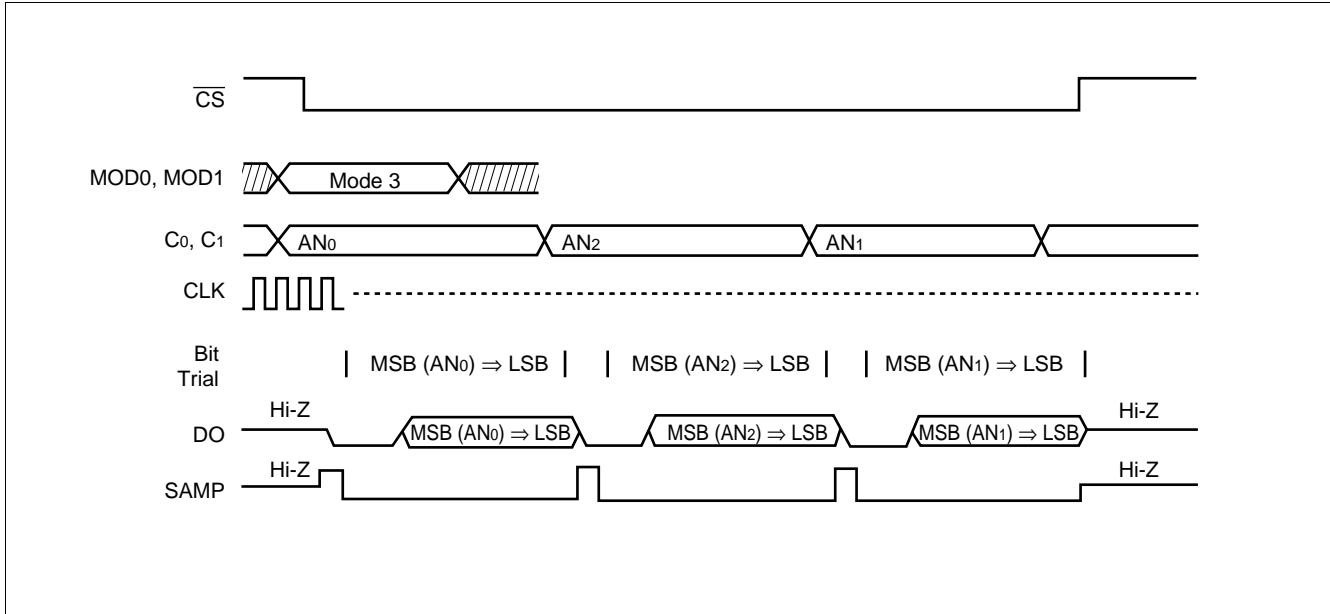 CS
MOD0, MOD1 Mode 3
C0, C1 AN0 AN2 AN1
CLK
Bit
Trial MSB (AN0) ⇒ LSB MSB (AN2) ⇒ LSB MSB (AN1) ⇒ LSB
Hi-Z Hi-Z
DO MSB (AN0) ⇒ LSB MSB (AN2) ⇒ LSB MSB (AN1) ⇒ LSB
Hi-Z Hi-Z
SAMP